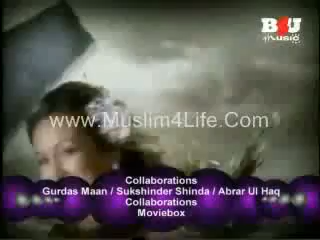 B4U
music
www.Muslim4Life.Com
Collaborations
Gurdas Maan / Sukshinder Shinda / Abrar Ul Haq
Collaborations
Moviebox